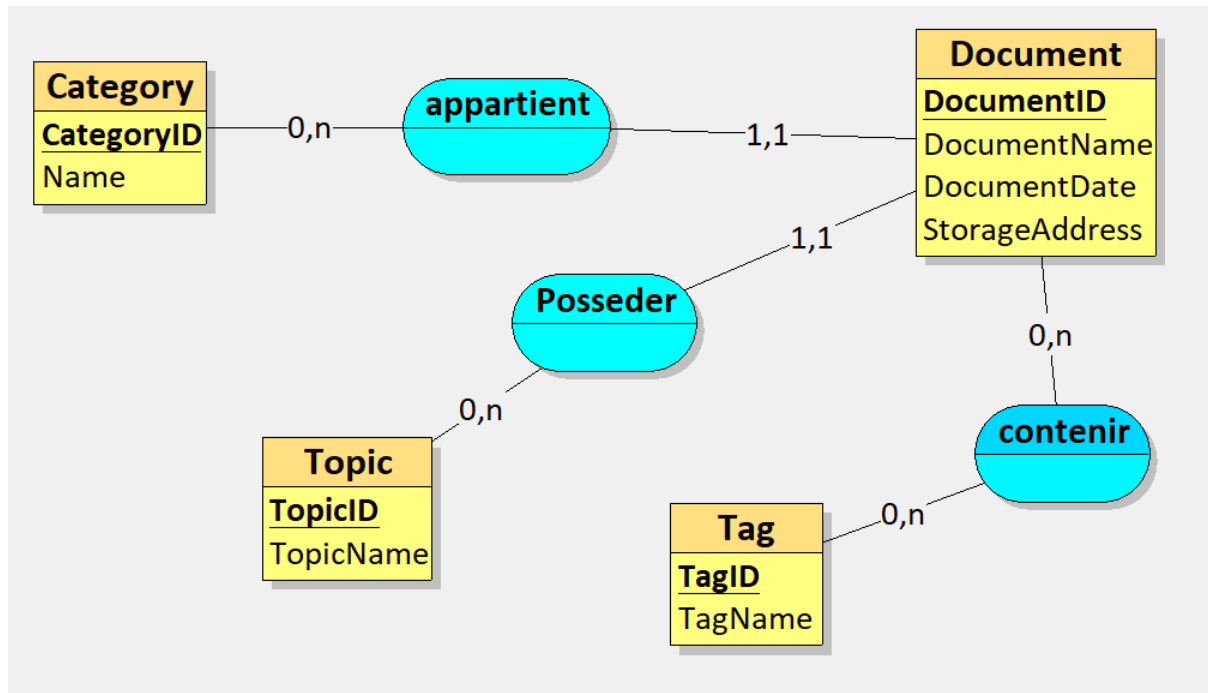 Category
CategoryID
Name
0,n
appartient
1,1
Document
DocumentID
DocumentName
DocumentDate
StorageAddress
1,1
Posseder
0,n
Topic
TopicID
TopicName
0,n
contenir
0,n
Tag
TagID
TagName